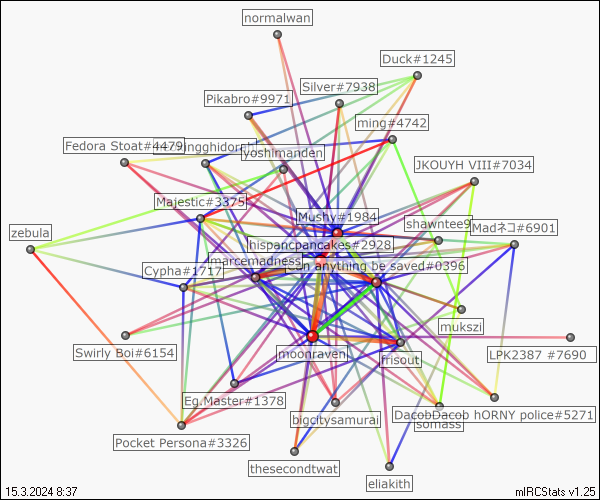 normalwan
Duck#1245
Silver#7938
Pikabro#9971
ming#4742
Fedora Stoat#4479
yoshimanden
JKOUYH VIII#7034
Majestic#3375
Mushy#1984
shawntee9
Madネコ#6901
zebula
hispancpancakes#2928
marcemadness
n anything be saved#0396
Cypha#1717
mukszi
Swirly Boi#6154
moonraven
frisout
LPK2387 #7690
Eg.Master#1378
bigcitysamurai
DacobDacob hORNY police#5271
somass
Pocket Persona#3326
thesecondtwat
eliakith
15.3.2024 8:37
mIRCStats v1.25